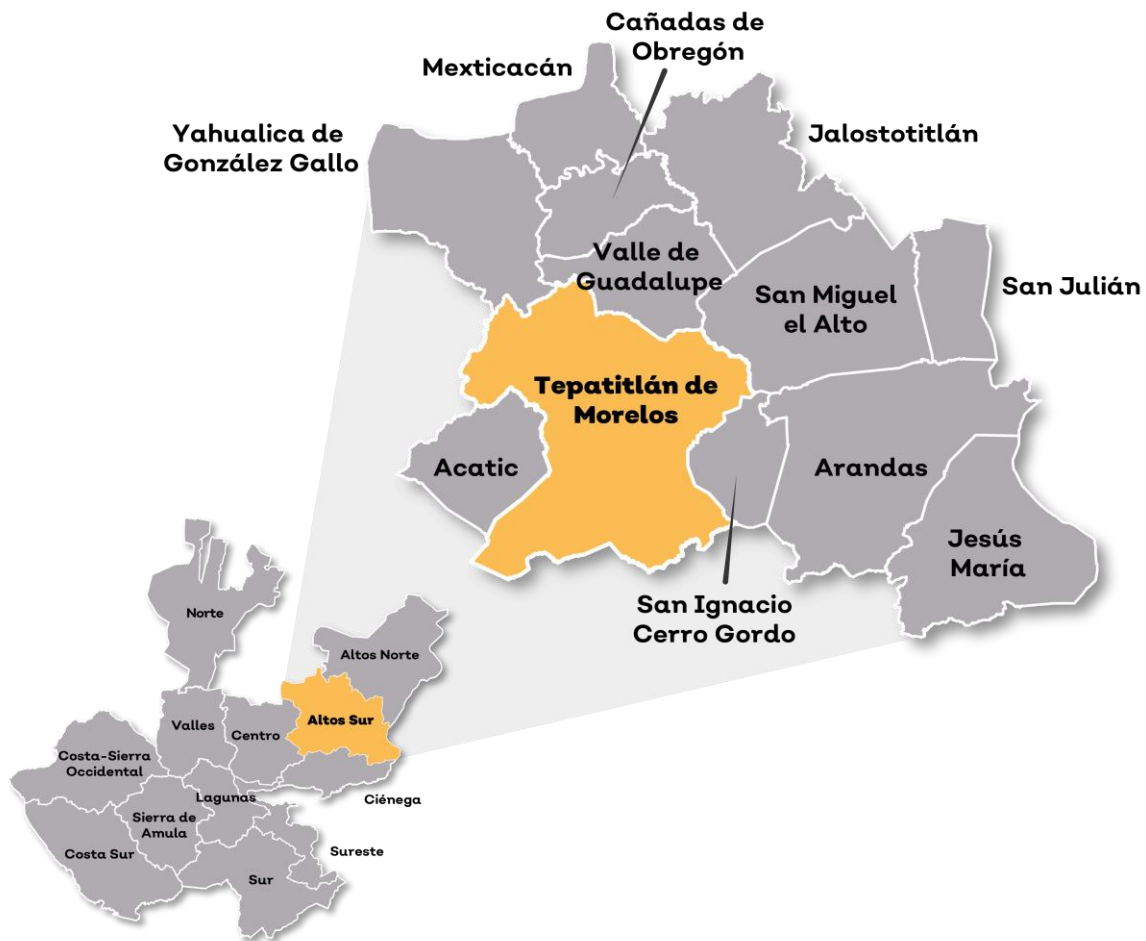 Cañadas de
Obregón
Mexticacán
Yahualica de
González Gallo
Jalostotitlán
Valle de
Guadalupe
San Miguel
el Alto
San Julián
Tepatitlán de
Morelos
Acatic
Arandas
Jesús
María
San Ignacio
Cerro Gordo
Norte
Altos Norte
Altos Sur
Valles
Centro
Costa-Sierra
Occidental
Lagunas
Ciénega
Sierra de
Amula
Costa Sur
Sureste
Sur